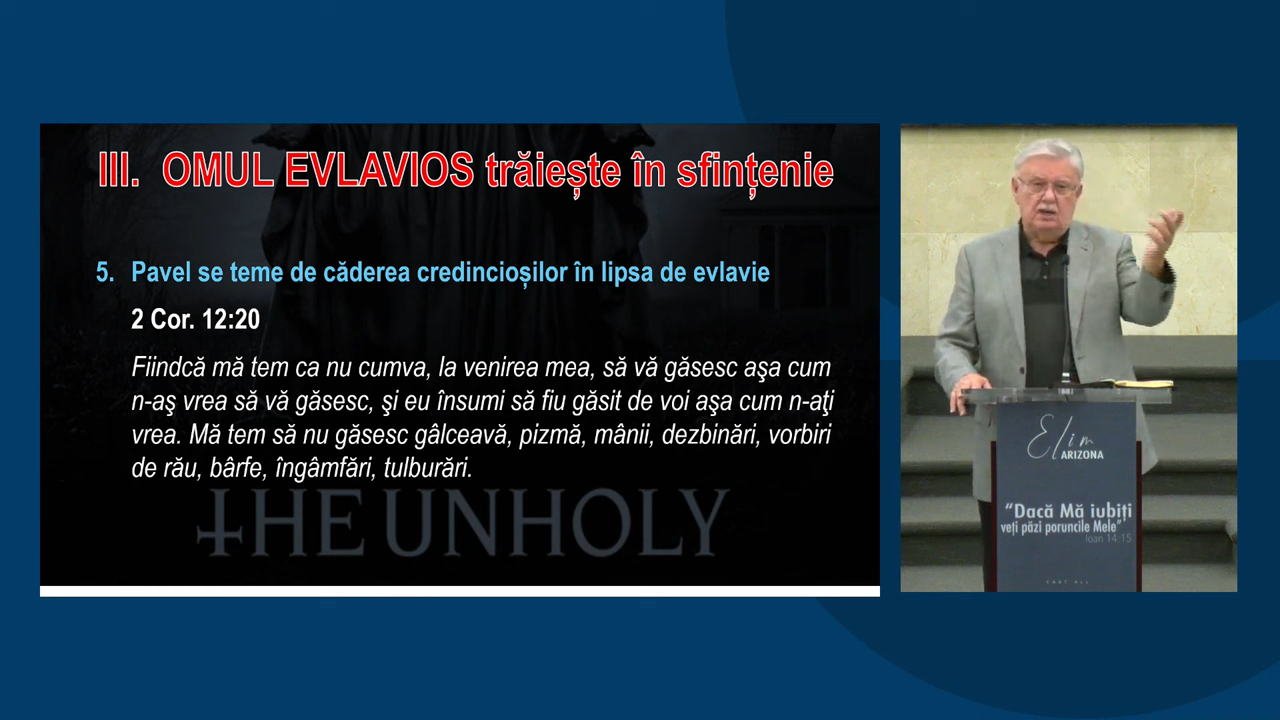 III. OMUL EVLAVIOS trăiește în sfințenie
5. Pavel se teme de căderea credincioșilor în lipsa de evlavie
2 Cor. 12:20
Fiindcă mă tem ca nu cumva, la venirea mea, să vă găsesc aşa cum
n-aş vrea să vă găsesc, şi eu însumi să fiu găsit de voi aşa cum n-aţi
vrea. Mă tem să nu găsesc gâlceavă, pizmă, mânii, dezbinări, vorbiri
de rău, bârfe, îngâmfări, tulburări.
THE UNHOLY
Elim
ARIZONA
“Dacă Mă iubiți
veți păzi poruncile Mele”
Ioan 14:15